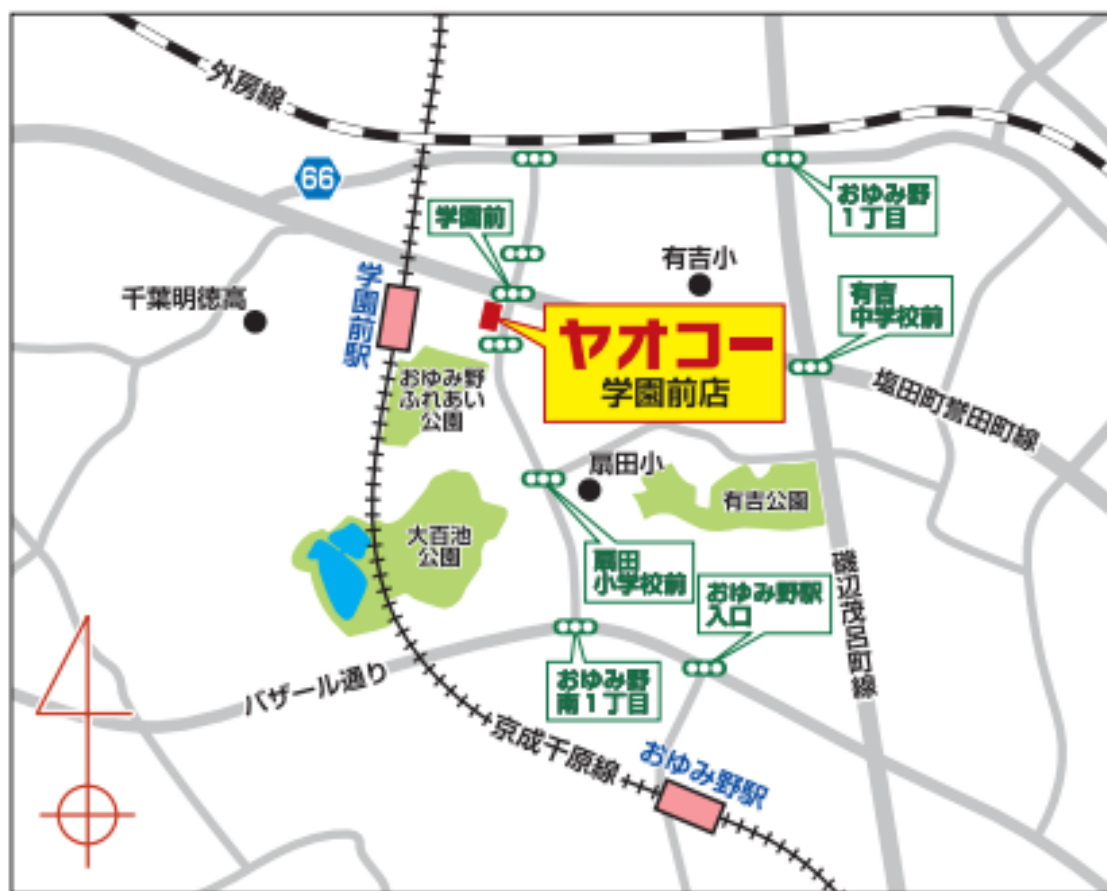 外房線
66
学園前
おゆみ野
1丁目
有吉小
千葉明徳高
学園前駅
有吉
中学校前
ヤオコー
学園前店
おゆみ野
ふれあい
公園
塩田町誉田町線
扇田小
有吉公園
大百池
公園
扇田
小学校前
おゆみ野駅
入口
磯辺茂呂町線
おゆみ野
南1丁目
バザール通り
京成千原線
おゆみ野駅